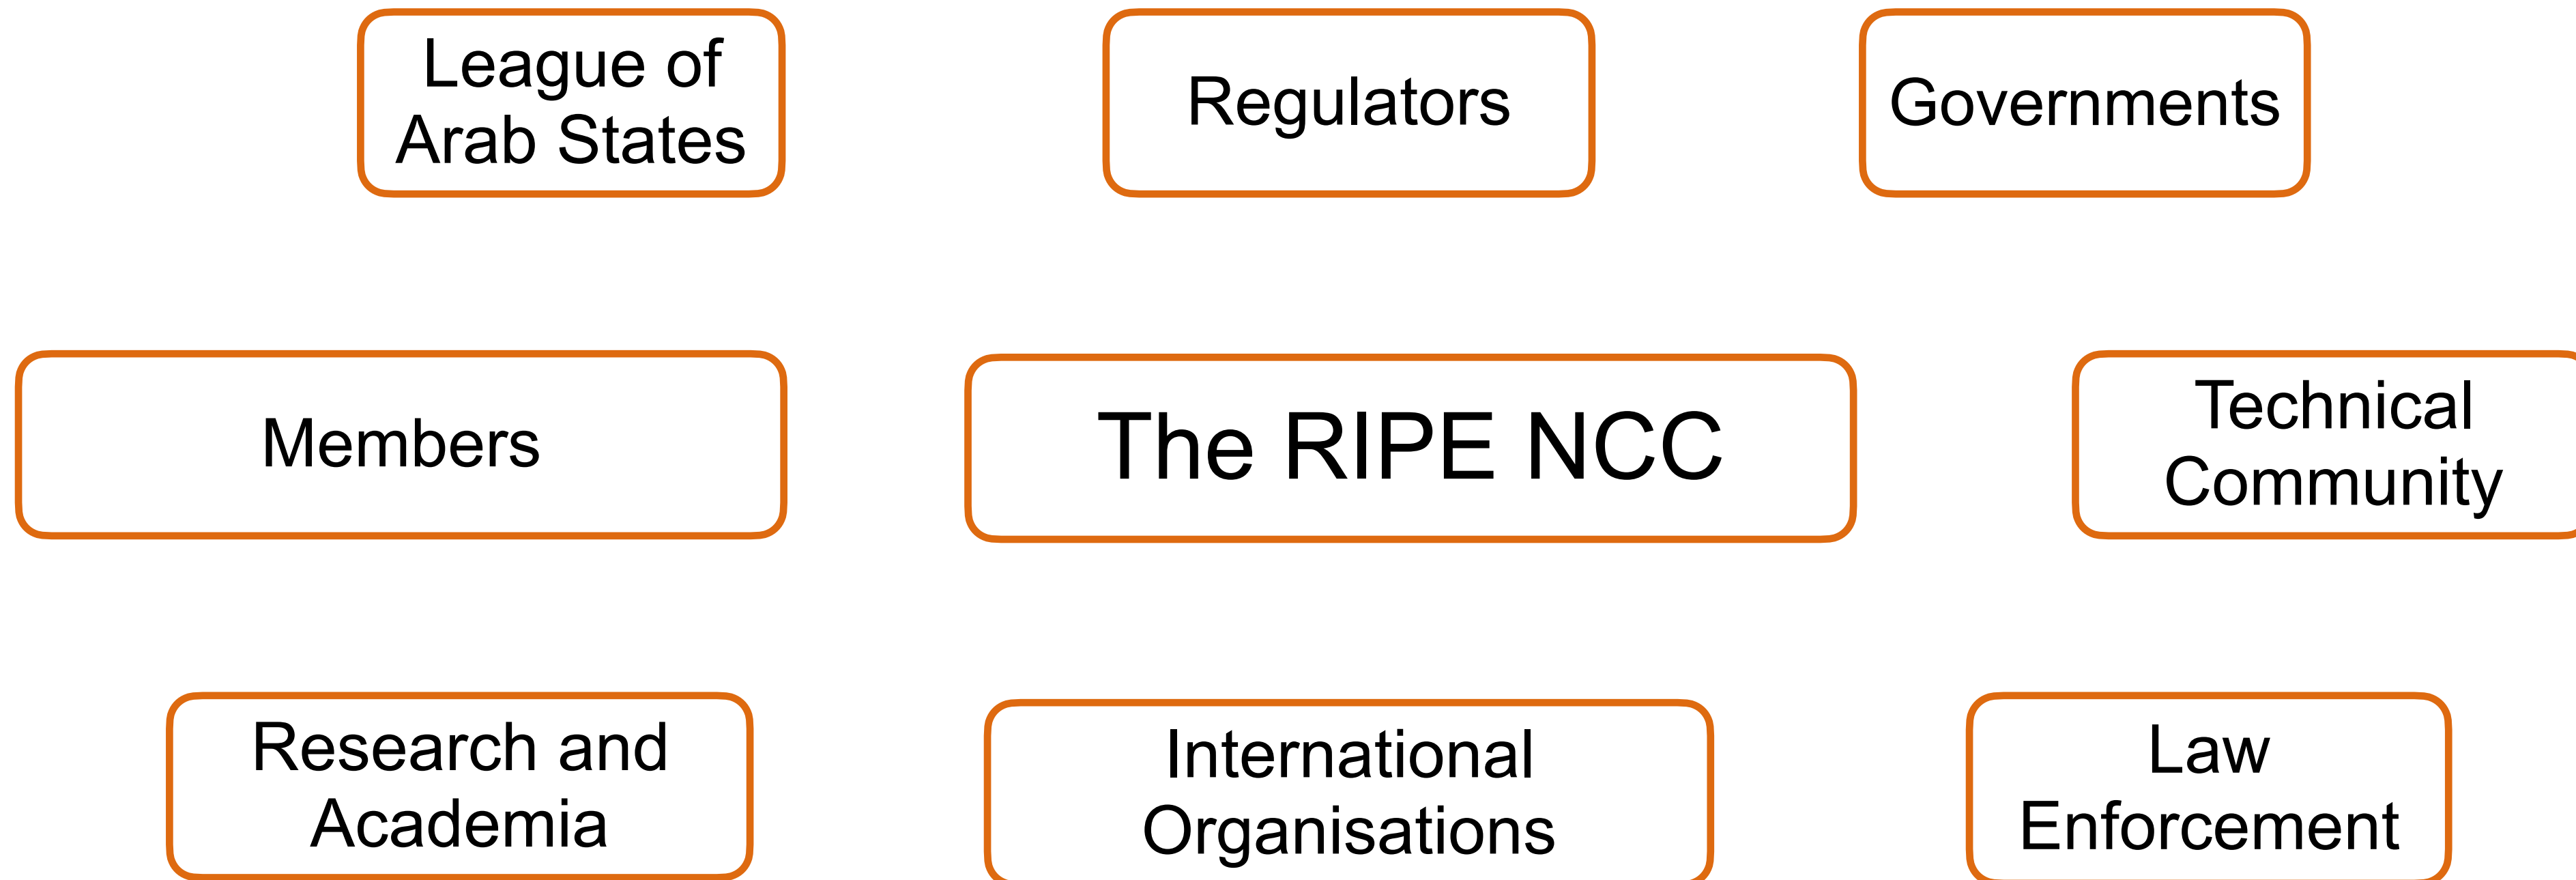 League of
Arab States
Regulators
Governments
Members
The RIPE NCC
Technical
Community
Research and
Academia
International
Organisations
Law
Enforcement